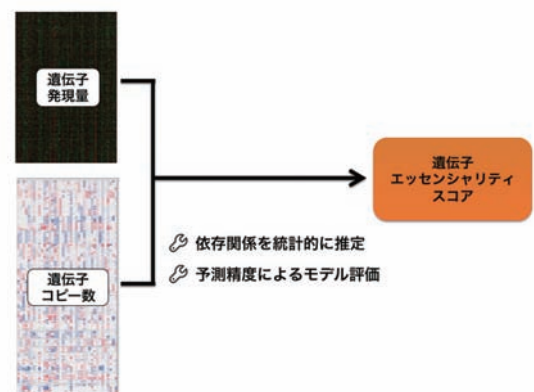 遺伝子
発現量
遺伝子
エッセンシャリティ
スコア
依存関係を統計的に推定
予測精度によるモデル評価
遺伝子
コピー数